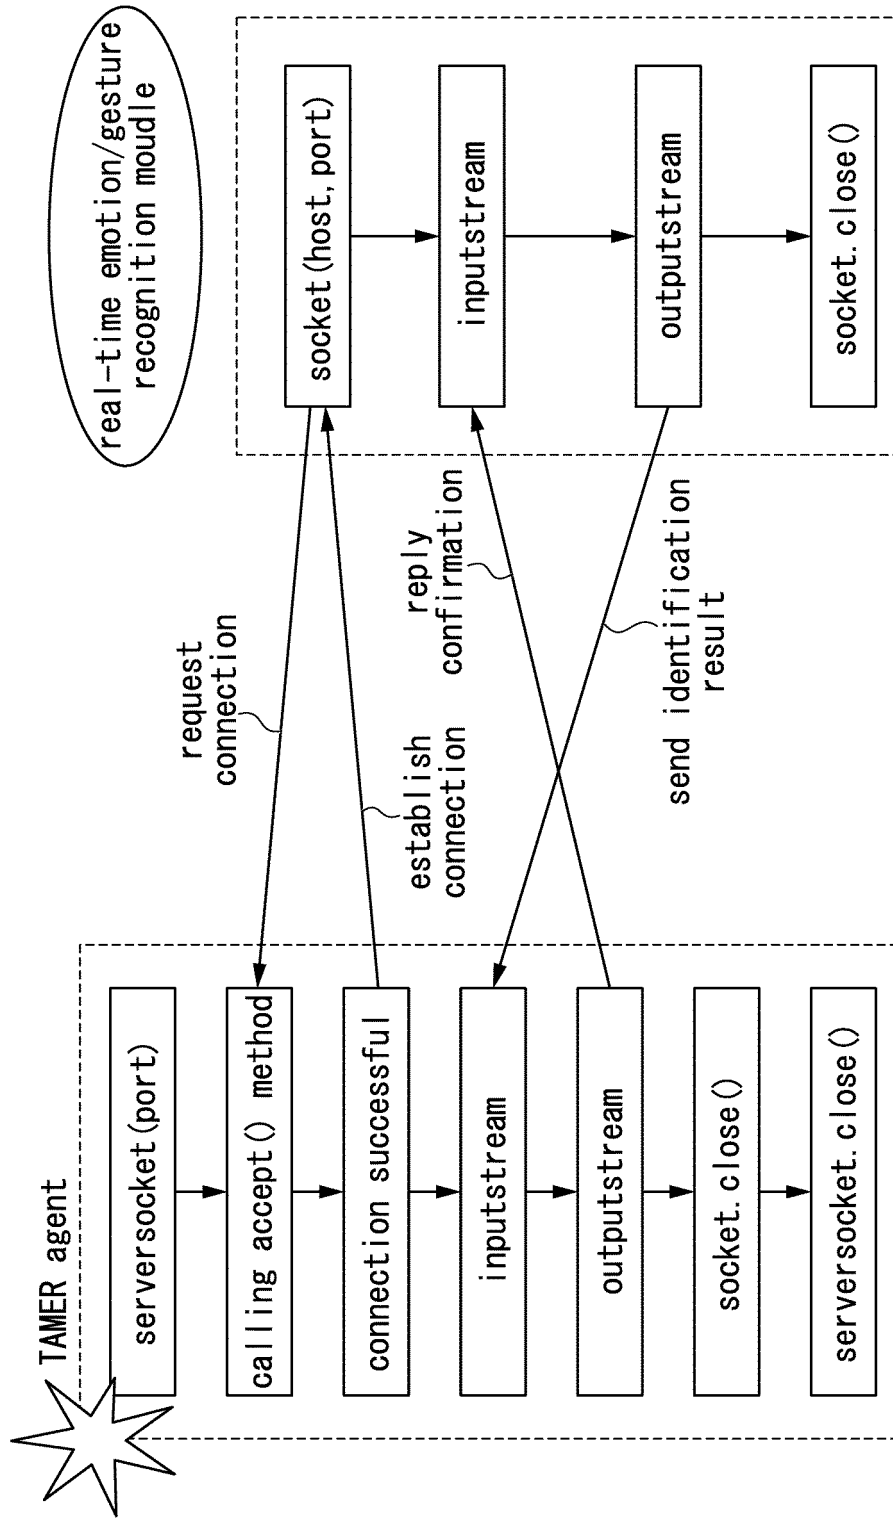 TAMER agent
serversocket(port)
calling accept() method
connection successful
inputstream
outputstream
socket.close()
serversocket.close()
request
connection
establish
connection
reply
confirmation
send identification
result
real-time emotion/gesture
recognition moudle
socket(host,port)
inputstream
outputstream
socket.close()